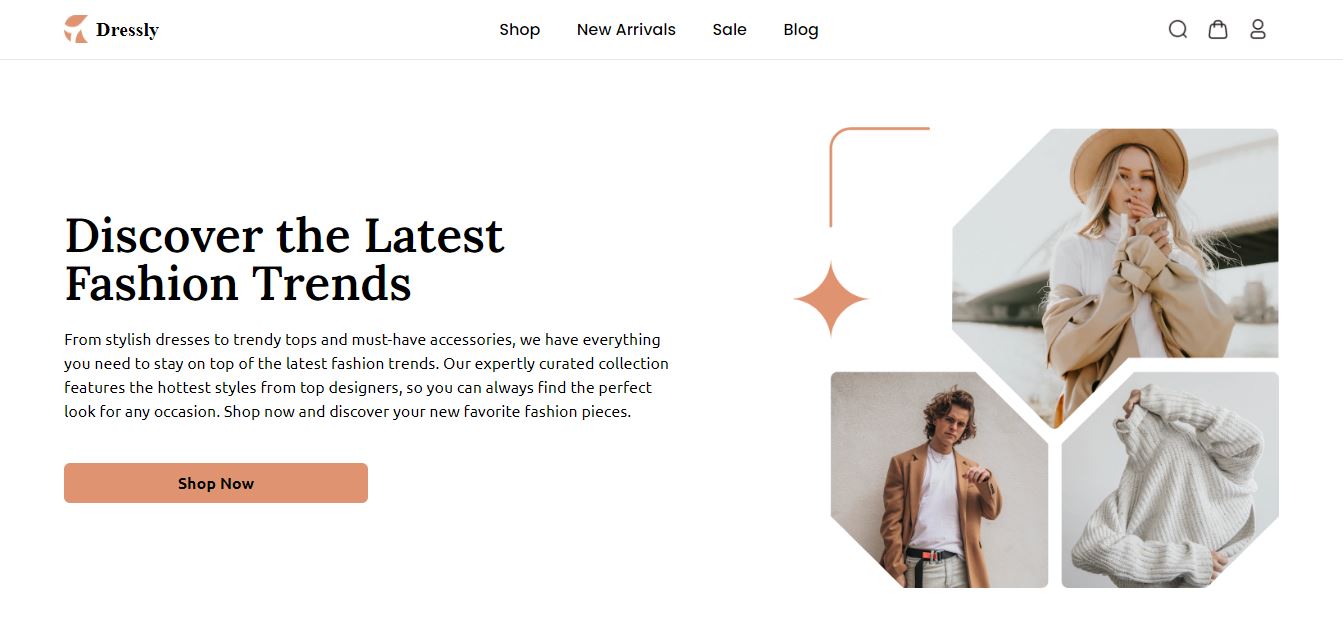 Dressly
Shop
New Arrivals
Sale
Blog
Discover the Latest
Fashion Trends
From stylish dresses to trendy tops and must-have accessories, we have everything
you need to stay on top of the latest fashion trends. Our expertly curated collection
features the hottest styles from top designers, so you can always find the perfect
look for any occasion. Shop now and discover your new favorite fashion pieces.
Shop Now